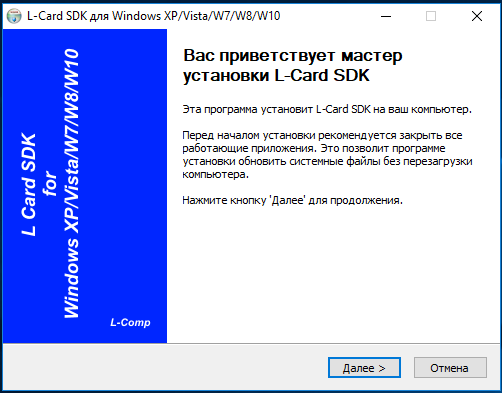 L-Card SDK для Windows XP/Vista/W7/W8/W10
L Card SDK
for
Windows XP/Vista/W7/W8/W10
L-Comp
Вас приветствует мастер
установки L-Card SDK
Эта программа установит L-Card SDK на ваш компьютер.
Перед началом установки рекомендуется закрыть все
работающие приложения. Это позволит программе
установки обновить системные файлы без перезагрузки
компьютера.
Нажмите кнопку 'Далее' для продолжения.
Далее >
Отмена